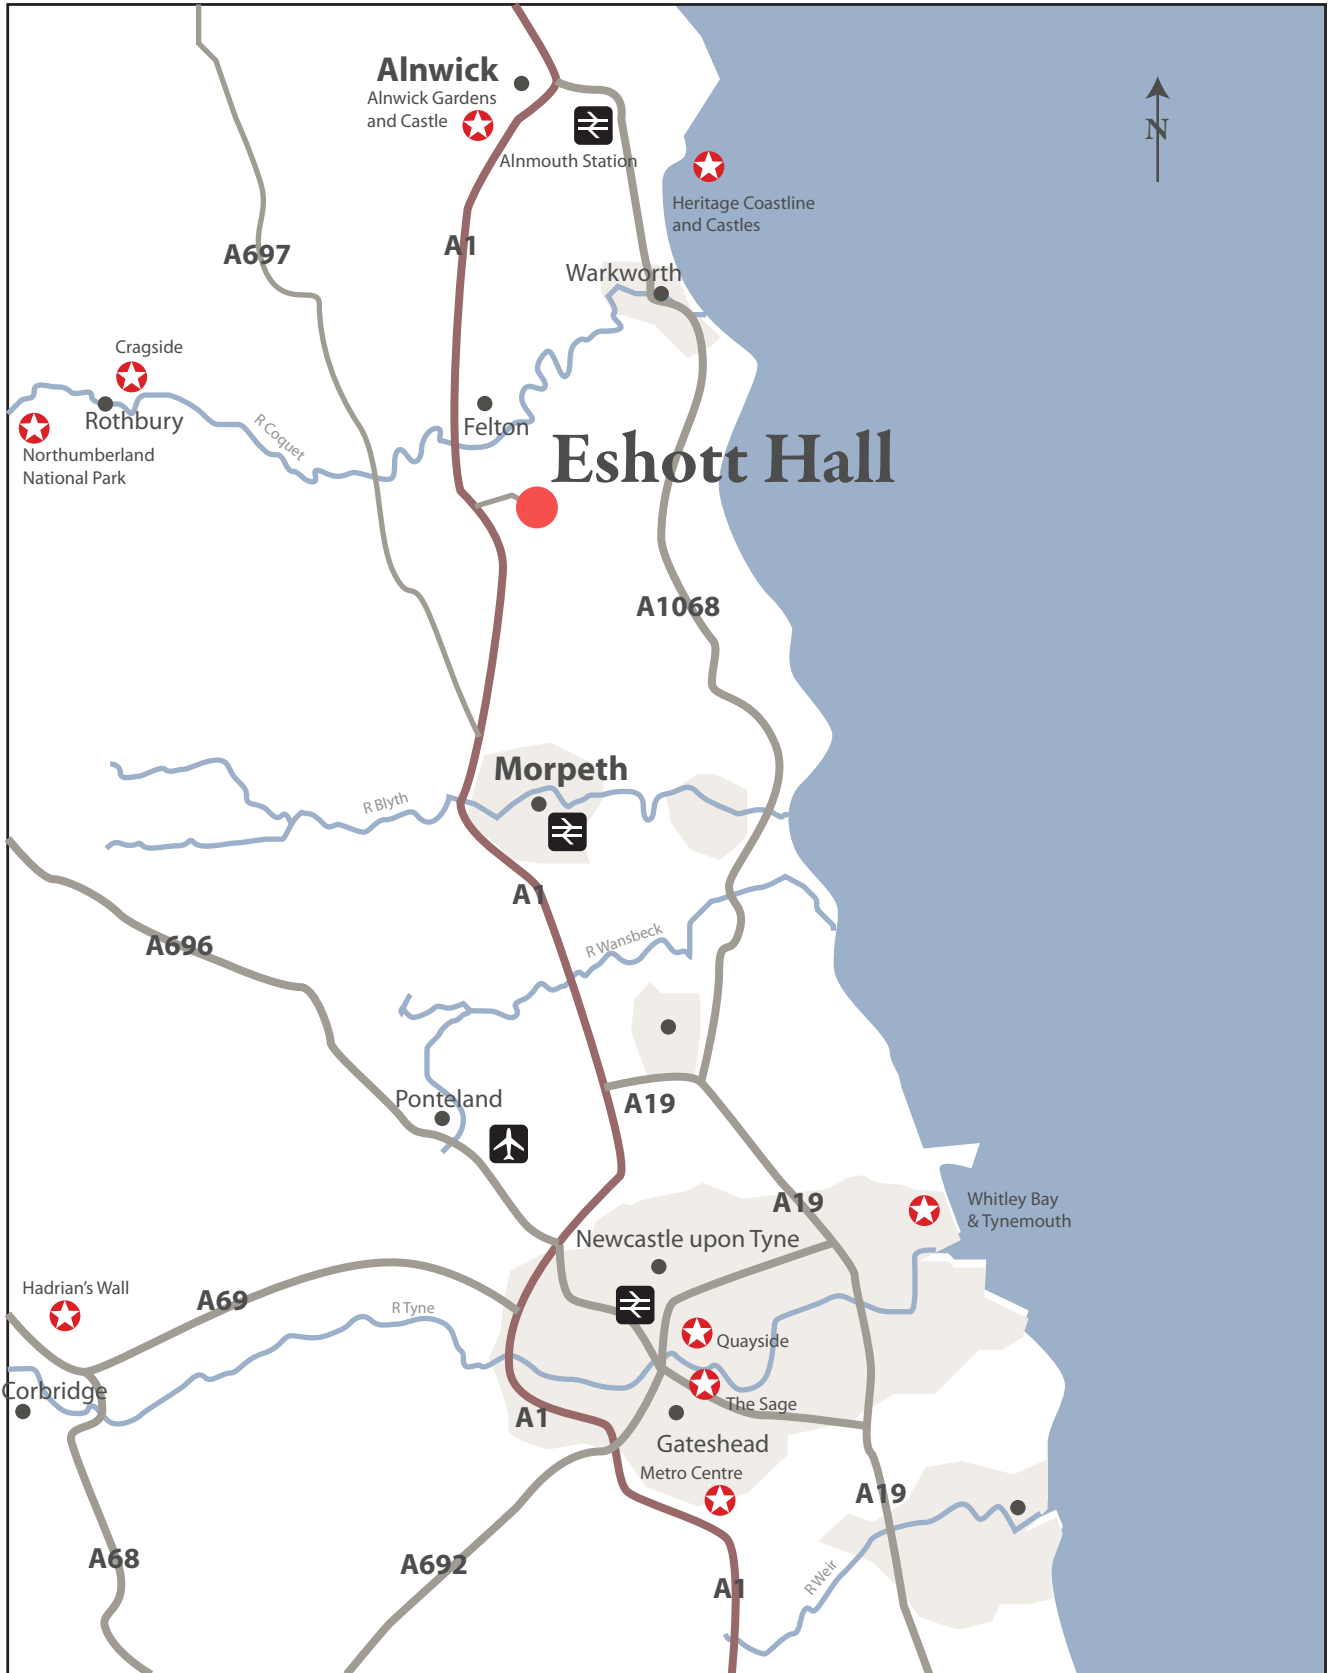 Alnwick
Alnwick Gardens
and Castle
Alnmouth Station
N
Heritage Coastline
and Castles
A697
A1
Warkworth
Cragside
Rothbury
Northumberland
National Park
R Coquet
Felton
Eshott Hall
A1068
Morpeth
R Blyth
A1
A696
R Wansbeck
Ponteland
A19
A19
Whitley Bay
& Tynemouth
Newcastle upon Tyne
Hadrian's Wall
A69
R Tyne
Quayside
Corbridge
The Sage
A1
Gateshead
Metro Centre
A19
A68
A692
A1
R Weir